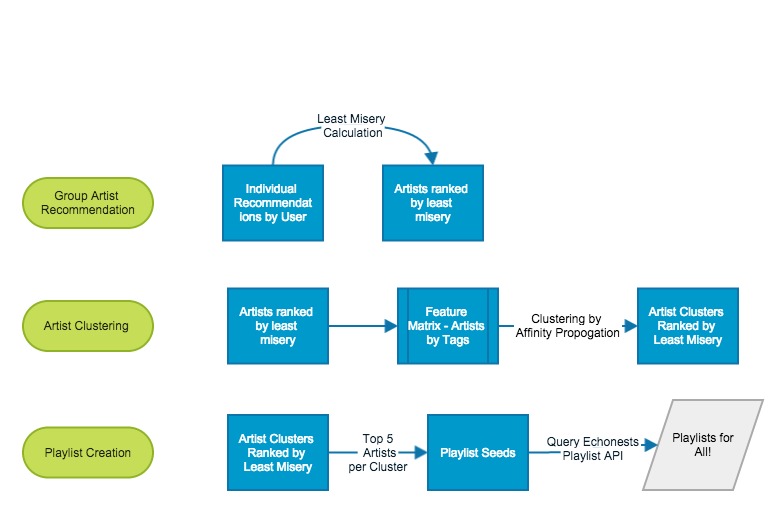 Least Misery
Calculation
Group Artist
Recommendation
Individual
Recommendat
ions by User
Artists ranked
by least
misery
Artist Clustering
Artists ranked
by least
misery
Feature
Matrix - Artists
by Tags
Clustering by
Affinity Propogation
Artist Clusters
Ranked by
Least Misery
Playlist Creation
Artist Clusters
Ranked by
Least Misery
Top 5
Artists
per Cluster
Playlist Seeds
Query Echonests
Playlist API
Playlists for
All!